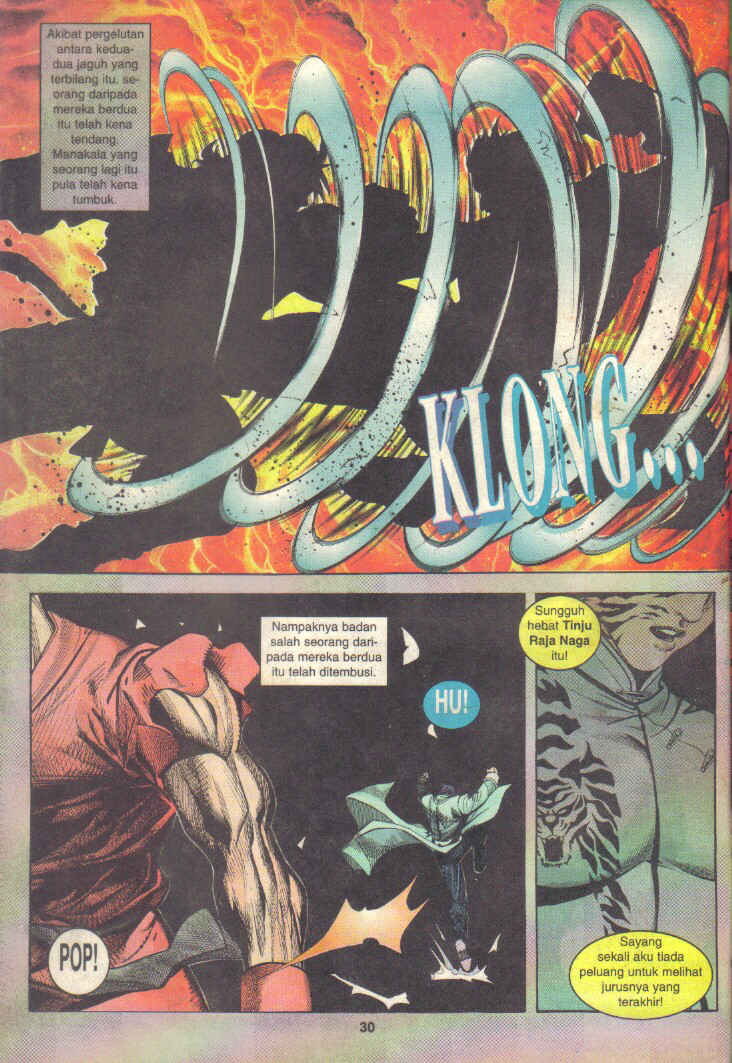 Akibat pergelutan
antara kedua-
dua jaguh yang
terbilang itu, se-
orang daripada
mereka berdua
itu telah kena
tendang.
Manakala yang
seorang lagi itu
pula telah kena
tumbuk.
KLONG...
Nampaknya badan
salah seorang dari-
pada mereka berdua
itu telah ditembusi.
HU!
POP!
Sungguh
hebat Tinju
Raja Naga
itu!
Sayang
sekali aku tiada
peluang untuk melihat
jurusnya yang
terakhir!
30